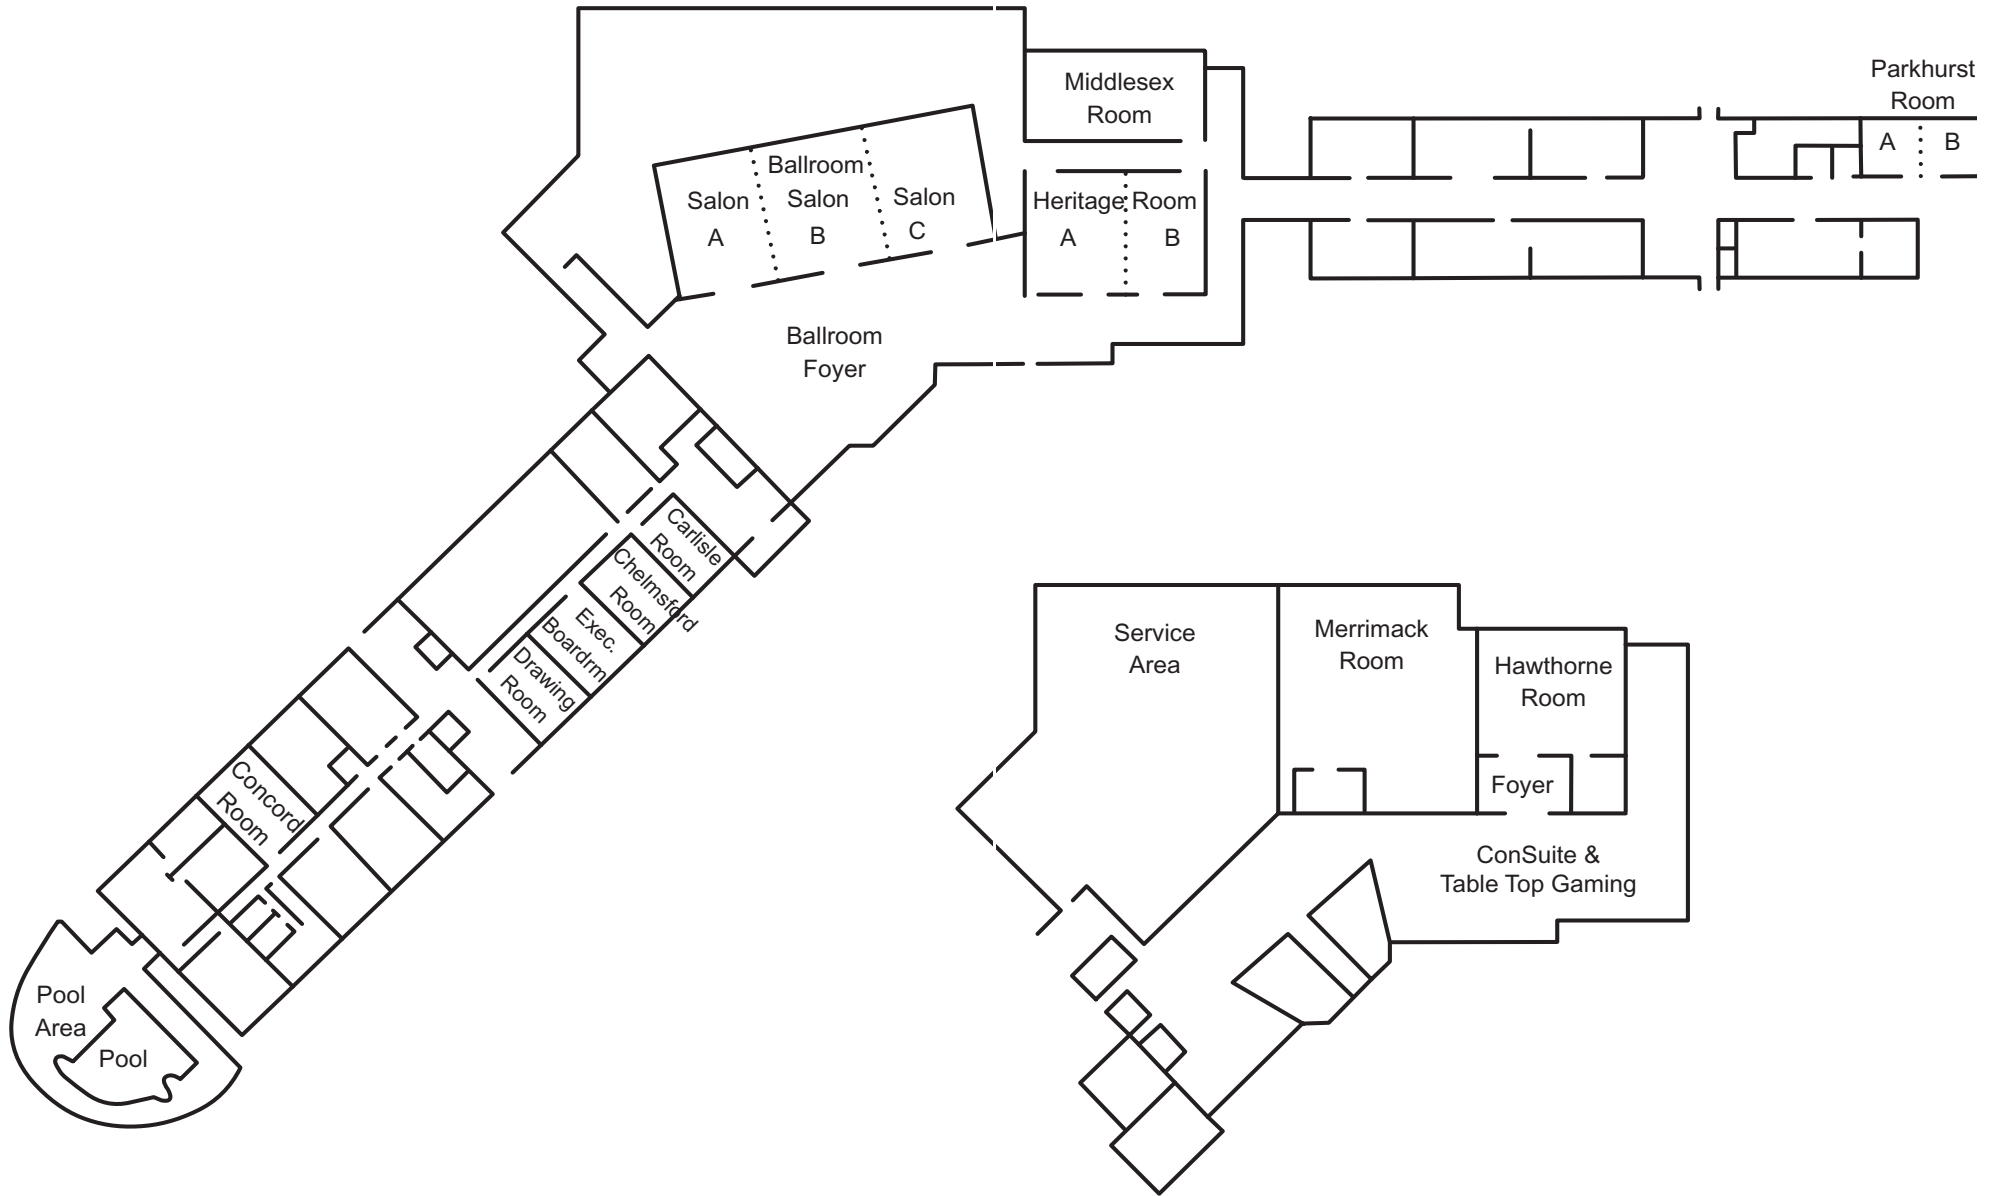 Parkhurst
Room
A
B
Middlesex
Room
Ballroom
Salon
A
Salon
B
Salon
C
Heritage Room
A
B
Ballroom
Foyer
Carlisle
Room
Chelmsford
Room
Exec.
Boardrm
Drawing
Room
Concord
Room
Pool
Area
Pool
Service
Area
Merrimack
Room
Hawthorne
Room
Foyer
ConSuite &
Table Top Gaming